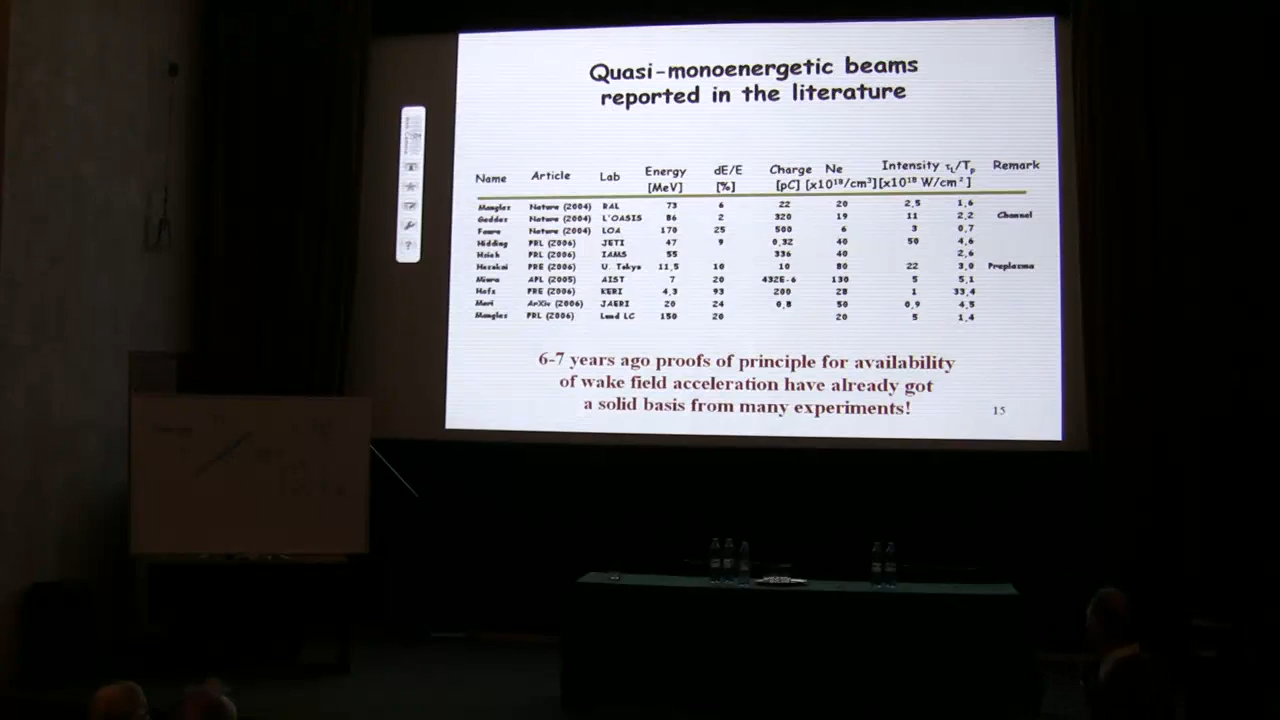 Quasi-monoenergetic beams
reported in the literature
Name Article Lab Energy [MeV] dE/E [%] Charge [pC] Ne [x10¹⁸/cm³] Intensity [x10¹⁸ W/cm²] τL/Tp Remark
Mangles Nature (2004) RAL 73 6 22 20 2,5 1,6
Geddes Nature (2004) L'OASIS 86 2 320 19 11 2,2 Channel
Faure Nature (2004) LOA 170 25 500 6 3 0,7
Hidding PRL (2006) JETI 47 9 0,32 40 50 4,6
Hsieh PRL (2006) IAMS 55 336 40 2,6
Hosokai PRE (2006) U. Tokyo 11,5 10 10 80 22 3,0 Preplasma
Miura APL (2005) AIST 7 20 432E-6 130 5 5,1
Hafz PRE (2006) KERI 4,3 93 200 28 1 33,4
Mori ArXiv (2006) JAERI 20 24 0,8 50 0,9 4,5
Mangles PRL (2006) Lund LC 150 20 20 5 1,4
6-7 years ago proofs of principle for availability
of wake field acceleration have already got
a solid basis from many experiments!
15